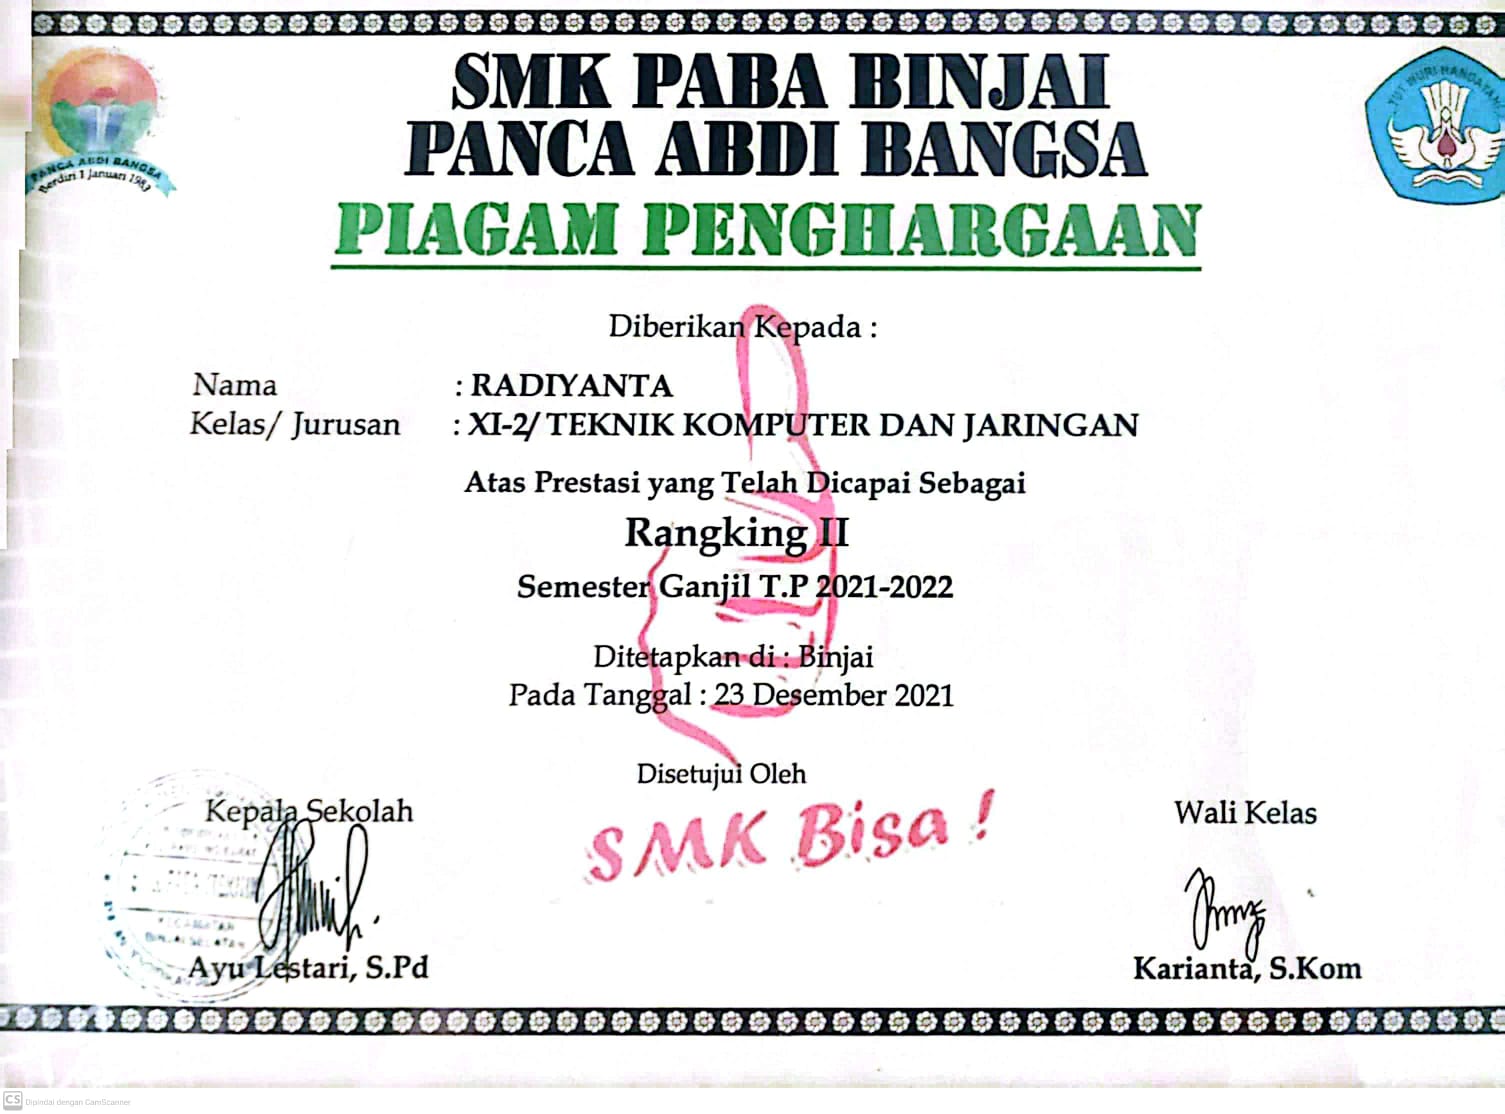 SMK PABA BINJAI
PANCA ABDI BANGSA
PIAGAM PENGHARGAAN
PANCA ABDI BANGSA
Berdiri 1 Januari 1983
TUT WURI HANDAYANI
Diberikan Kepada :
Nama : RADIYANTA
Kelas/ Jurusan : XI-2/ TEKNIK KOMPUTER DAN JARINGAN
Atas Prestasi yang Telah Dicapai Sebagai
Rangking II
Semester Ganjil T.P 2021-2022
Ditetapkan di : Binjai
Pada Tanggal : 23 Desember 2021
Disetujui Oleh
SMK Bisa !
Kepala Sekolah
Wali Kelas
KECAMATAN
BINJAI SELATAN
Ayu Lestari, S.Pd
Karianta, S.Kom
CS Dipindai dengan CamScanner